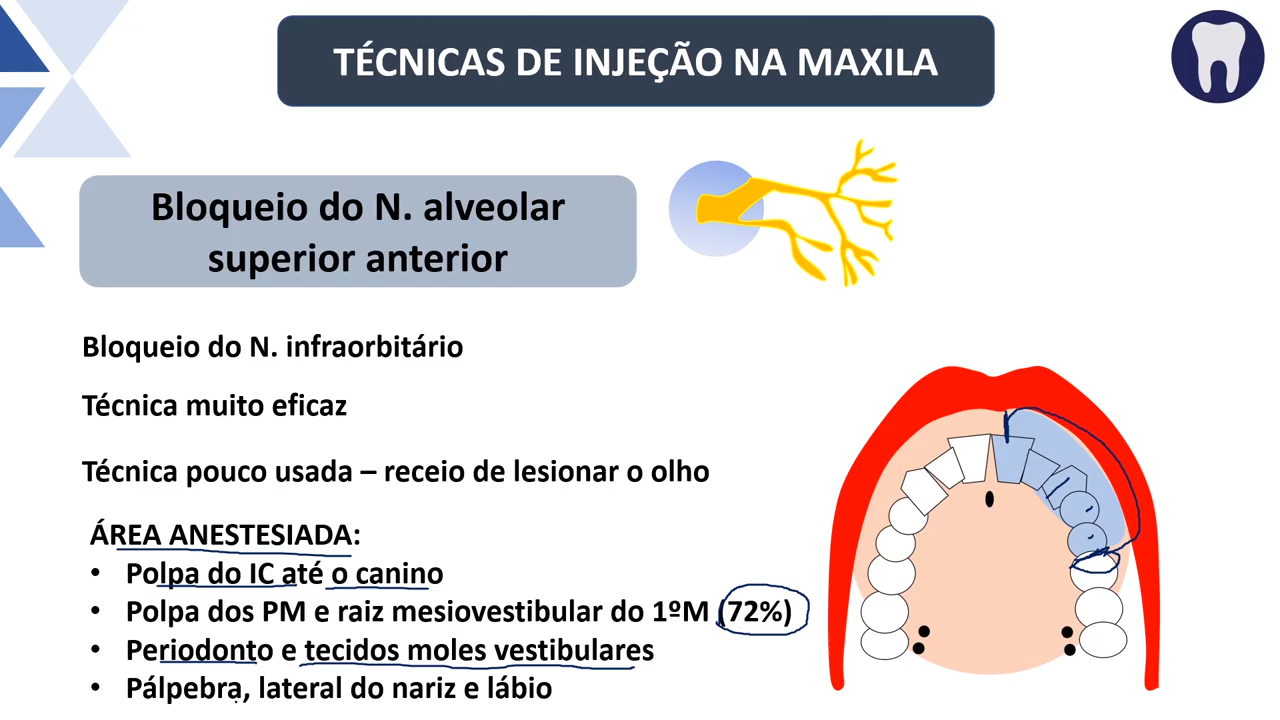 TÉCNICAS DE INJEÇÃO NA MAXILA
Bloqueio do N. alveolar
superior anterior
Bloqueio do N. infraorbitário
Técnica muito eficaz
Técnica pouco usada – receio de lesionar o olho
ÁREA ANESTESIADA:
• Polpa do IC até o canino
• Polpa dos PM e raiz mesiovestibular do 1ºM (72%)
• Periodonto e tecidos moles vestibulares
• Pálpebra, lateral do nariz e lábio